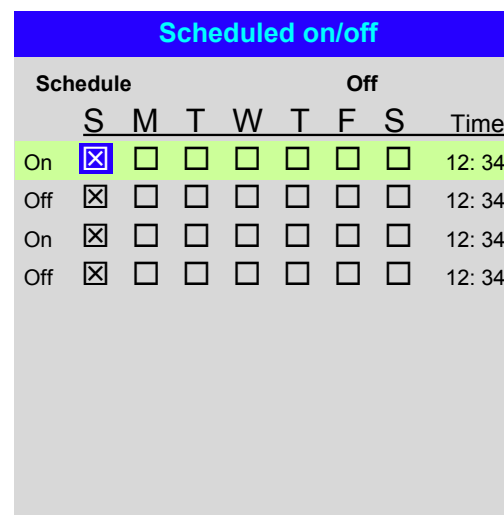 Scheduled on/off
Schedule Off
S M T W T F S Time
On ☒ ☐ ☐ ☐ ☐ ☐ ☐ 12: 34
Off ☒ ☐ ☐ ☐ ☐ ☐ ☐ 12: 34
On ☒ ☐ ☐ ☐ ☐ ☐ ☐ 12: 34
Off ☒ ☐ ☐ ☐ ☐ ☐ ☐ 12: 34